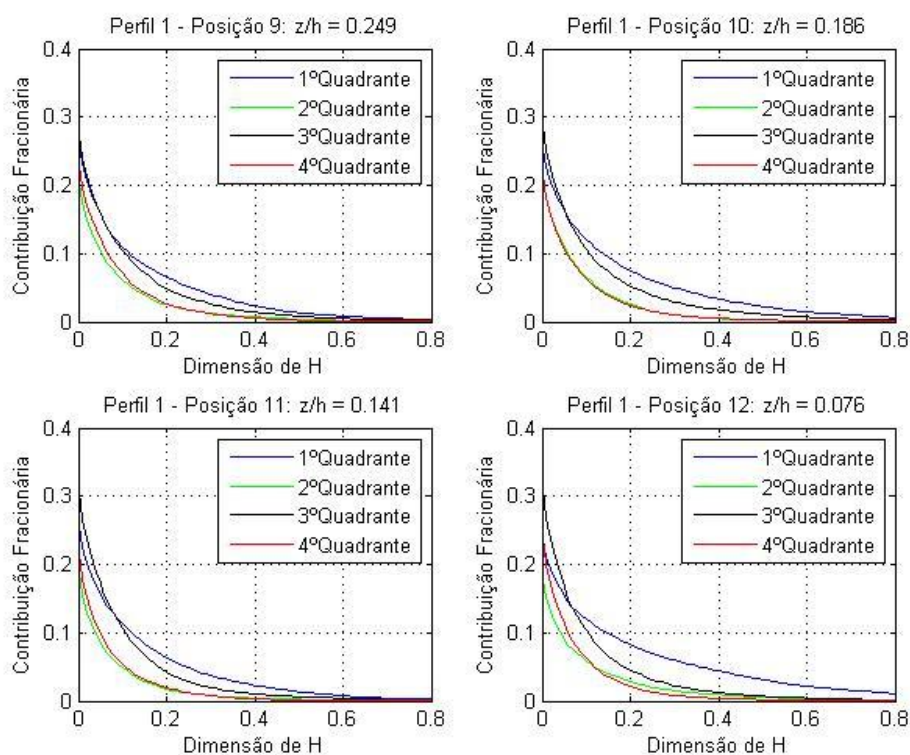 Perfil 1 - Posição 9: z/h = 0.249
Contribuição Fracionária
0.4
0.3
0.2
0.1
0
1ºQuadrante
2ºQuadrante
3ºQuadrante
4ºQuadrante
0 0.2 0.4 0.6 0.8
Dimensão de H
Perfil 1 - Posição 10: z/h = 0.186
Contribuição Fracionária
0.4
0.3
0.2
0.1
0
1ºQuadrante
2ºQuadrante
3ºQuadrante
4ºQuadrante
0 0.2 0.4 0.6 0.8
Dimensão de H
Perfil 1 - Posição 11: z/h = 0.141
Contribuição Fracionária
0.4
0.3
0.2
0.1
0
1ºQuadrante
2ºQuadrante
3ºQuadrante
4ºQuadrante
0 0.2 0.4 0.6 0.8
Dimensão de H
Perfil 1 - Posição 12: z/h = 0.076
Contribuição Fracionária
0.4
0.3
0.2
0.1
0
1ºQuadrante
2ºQuadrante
3ºQuadrante
4ºQuadrante
0 0.2 0.4 0.6 0.8
Dimensão de H